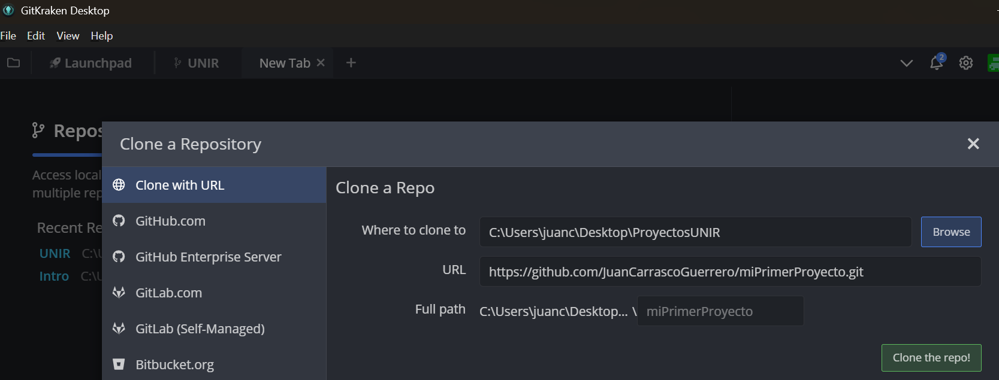 GitKraken Desktop
File Edit View Help
Launchpad UNIR New Tab
2
Repos
Access local
multiple rep
Recent Re
UNIR C:\U
Intro C:\U
Clone a Repository
Clone with URL
GitHub.com
GitHub Enterprise Server
GitLab.com
GitLab (Self-Managed)
Bitbucket.org
Clone a Repo
Where to clone to C:\Users\juanc\Desktop\ProyectosUNIR Browse
URL https://github.com/JuanCarrascoGuerrero/miPrimerProyecto.git
Full path C:\Users\juanc\Desktop... \ miPrimerProyecto
Clone the repo!